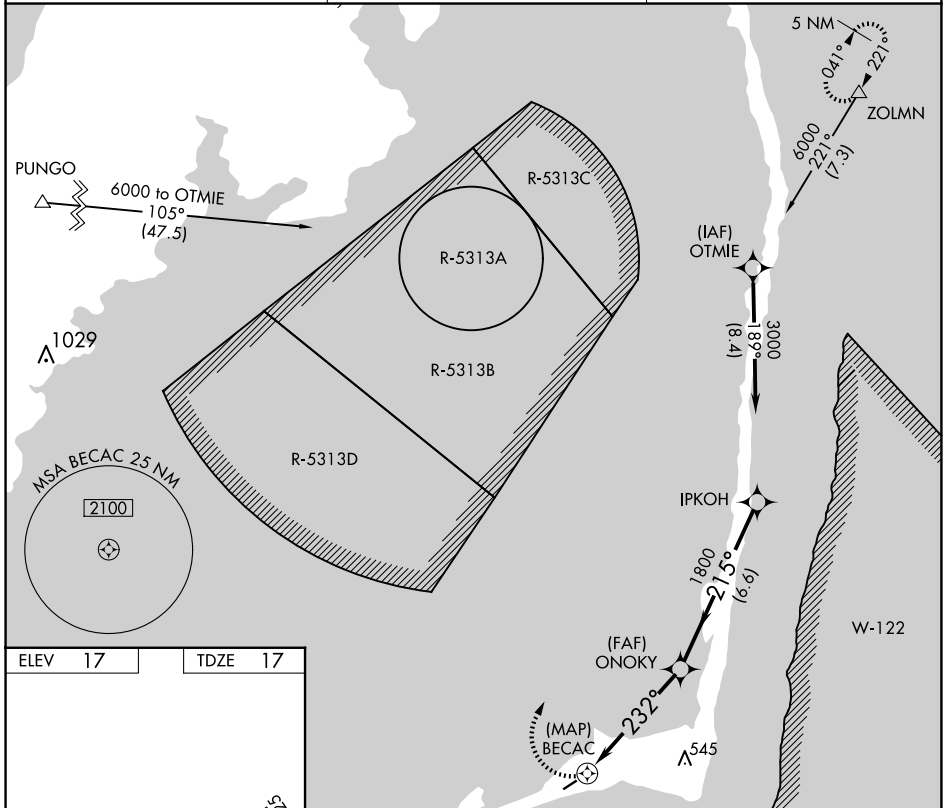 5 NM
041°
221°
ZOLMN
6000
221°
(7.3)
PUNGO
6000 to OTMIE
105°
(47.5)
R-5313C
R-5313A
(IAF)
OTMIE
1029
3000
189°
(8.4)
R-5313B
R-5313D
MSA BECAC 25 NM
2100
IPKOH
1800
215°
(6.6)
W-122
(FAF)
ONOKY
ELEV 17
TDZE 17
232°
(MAP)
BECAC
545